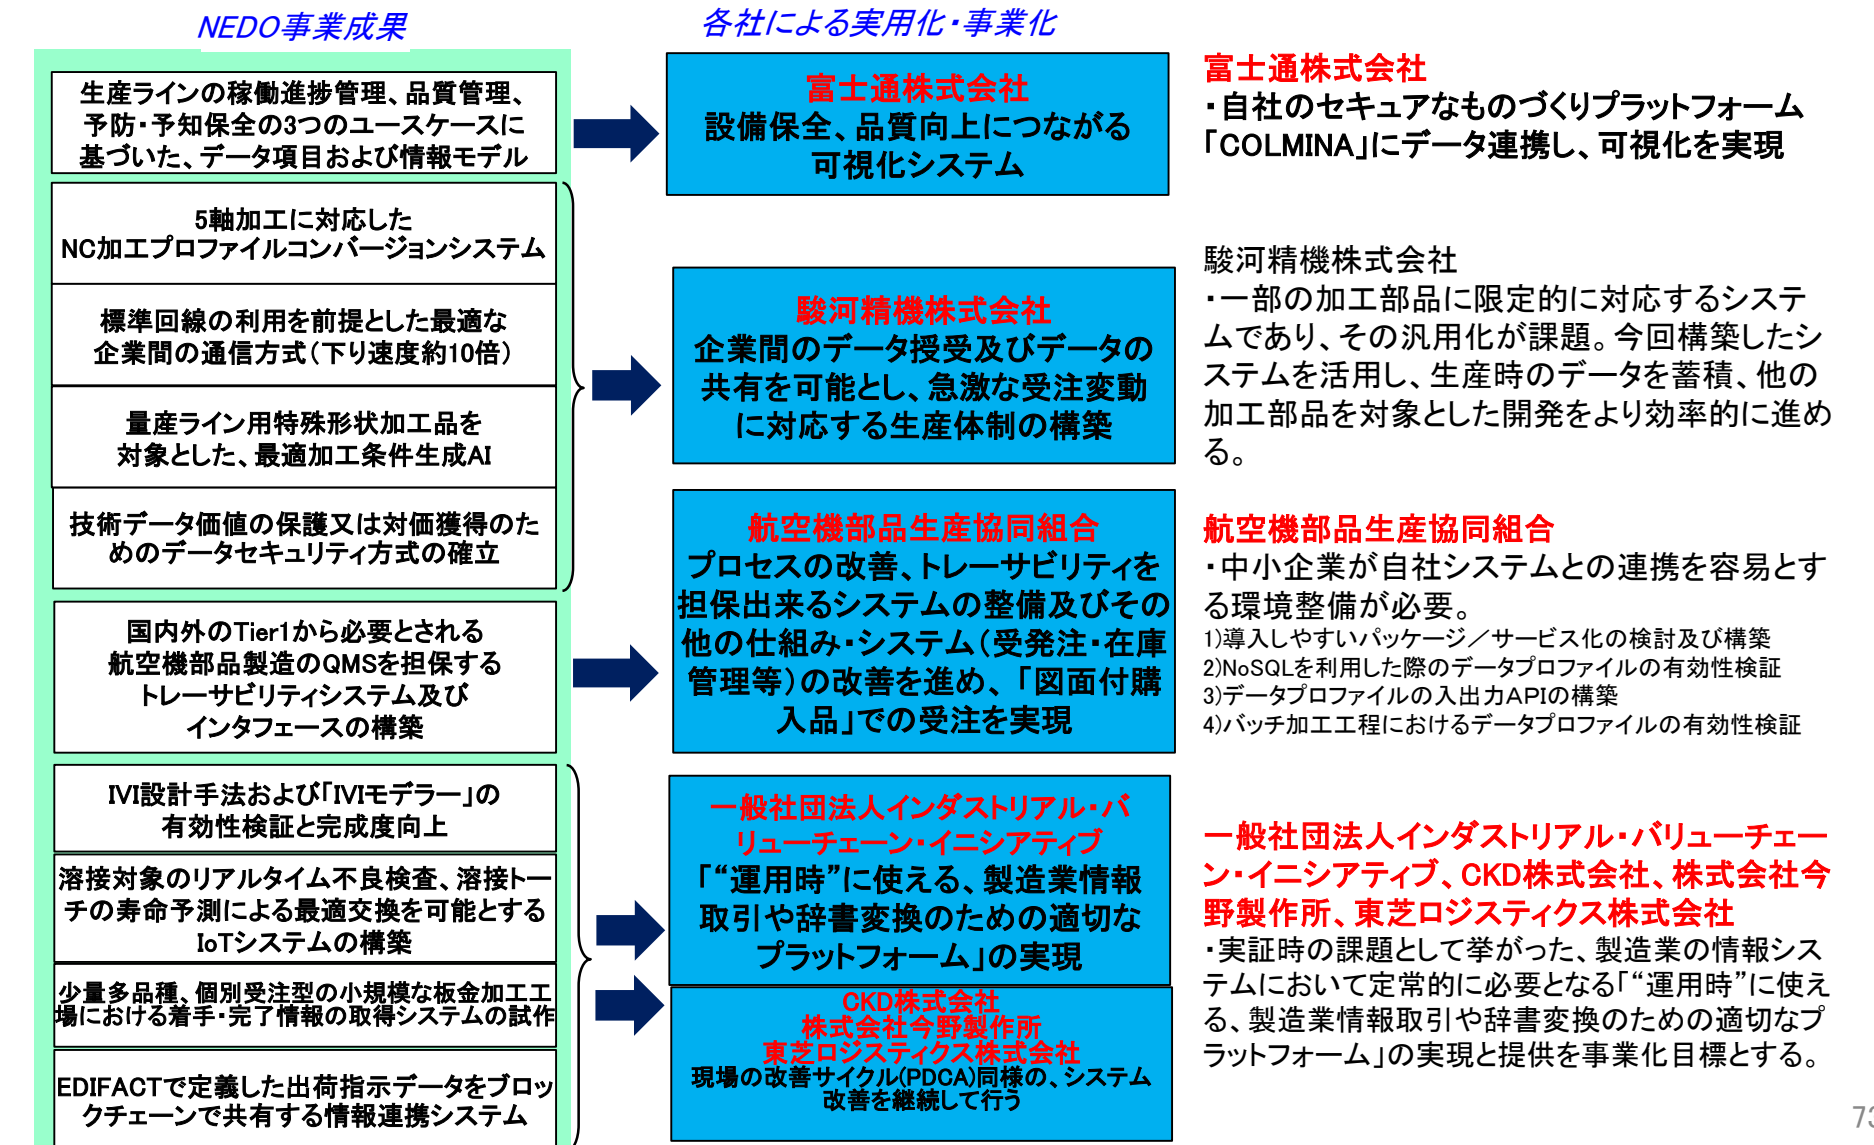 NEDO事業成果
生産ラインの稼働進捗管理、品質管理、
予防・予知保全の3つのユースケースに
基づいた、データ項目および情報モデル
5軸加工に対応した
NC加工プロファイルコンバージョンシステム
標準回線の利用を前提とした最適な
企業間の通信方式（下り速度約10倍）
量産ライン用特殊形状加工品を
対象とした、最適加工条件生成AI
技術データ価値の保護又は対価獲得のた
めのデータセキュリティ方式の確立
国内外のTier1から必要とされる
航空機部品製造のQMSを担保する
トレーサビリティシステム及び
インタフェースの構築
IVI設計手法および「IVIモデラー」の
有効性検証と完成度向上
溶接対象のリアルタイム不良検査、溶接トー
チの寿命予測による最適交換を可能とする
IoTシステムの構築
少量多品種、個別受注型の小規模な板金加工工
場における着手・完了情報の取得システムの試作
EDIFACTで定義した出荷指示データをブロッ
クチェーンで共有する情報連携システム
各社による実用化・事業化
富士通株式会社
設備保全、品質向上につながる
可視化システム
駿河精機株式会社
企業間のデータ授受及びデータの
共有を可能とし、急激な受注変動
に対応する生産体制の構築
航空機部品生産協同組合
プロセスの改善、トレーサビリティを
担保出来るシステムの整備及びその
他の仕組み・システム（受発注・在庫
管理等）の改善を進め、「図面付購
入品」での受注を実現
一般社団法人インダストリアル・バ
リューチェーン・イニシアティブ
「“運用時”に使える、製造業情報
取引や辞書変換のための適切な
プラットフォーム」の実現
CKD株式会社
株式会社今野製作所
東芝ロジスティクス株式会社
現場の改善サイクル(PDCA)同様の、システム
改善を継続して行う
富士通株式会社
・自社のセキュアなものづくりプラットフォーム
「COLMINA」にデータ連携し、可視化を実現
駿河精機株式会社
・一部の加工部品に限定的に対応するシステ
ムであり、その汎用化が課題。今回構築したシ
ステムを活用し、生産時のデータを蓄積、他の
加工部品を対象とした開発をより効率的に進め
る。
航空機部品生産協同組合
・中小企業が自社システムとの連携を容易とす
る環境整備が必要。
1)導入しやすいパッケージ／サービス化の検討及び構築
2)NoSQLを利用した際のデータプロファイルの有効性検証
3)データプロファイルの入出力APIの構築
4)バッチ加工工程におけるデータプロファイルの有効性検証
一般社団法人インダストリアル・バリューチェー
ン・イニシアティブ、CKD株式会社、株式会社今
野製作所、東芝ロジスティクス株式会社
・実証時の課題として挙がった、製造業の情報シス
テムにおいて定常的に必要となる「“運用時”に使え
る、製造業情報取引や辞書変換のための適切なプ
ラットフォーム」の実現と提供を事業化目標とする。
73